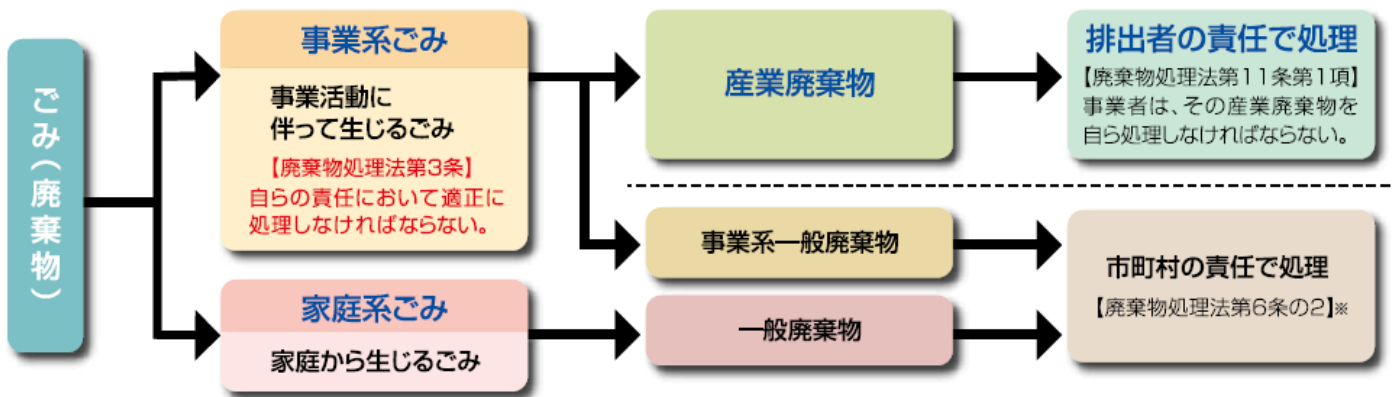 ごみ（廃棄物）
事業系ごみ
事業活動に
伴って生じるごみ
【廃棄物処理法第3条】
自らの責任において適正に
処理しなければならない。
家庭系ごみ
家庭から生じるごみ
産業廃棄物
事業系一般廃棄物
一般廃棄物
排出者の責任で処理
【廃棄物処理法第11条第1項】
事業者は、その産業廃棄物を
自ら処理しなければならない。
市町村の責任で処理
【廃棄物処理法第6条の2】※